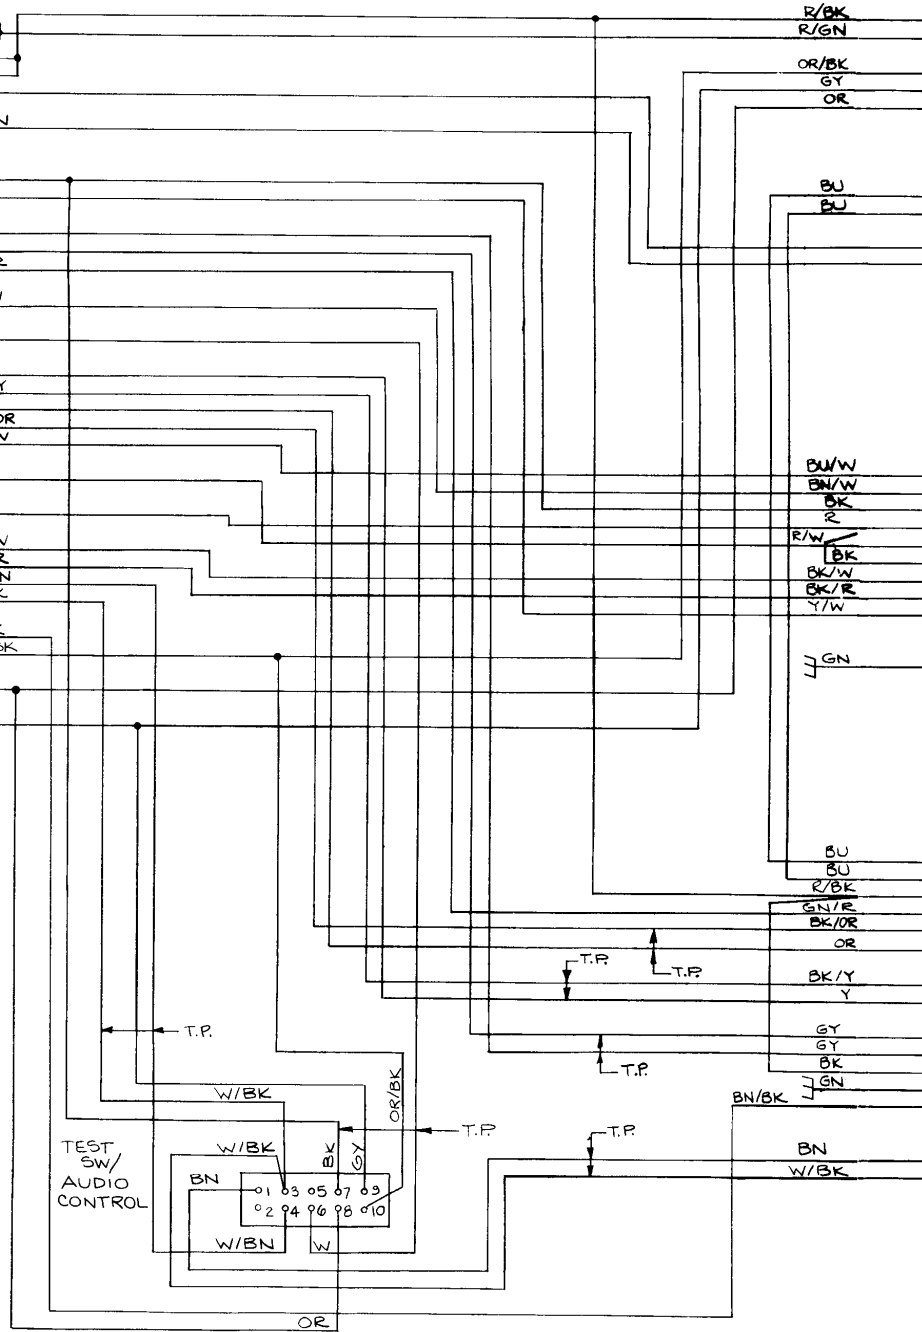 R/BK
R/GN
OR/BK
GY
OR
N
BU
BU
Y
OR
BU/W
BN/W
BK
R
R/W
BK
BK/W
BK/R
Y/W
R
N
GN
BU
BU
R/BK
GN/R
BK/OR
OR
T.P.
T.P.
BK/Y
Y
T.P.
GY
GY
T.P.
BK
GN
W/BK
OR/BK
BN/BK
T.P.
T.P.
TEST
SW/
AUDIO
CONTROL
W/BK
BK
GY
BN
BN
W/BK
1 3 5 7 9
2 4 6 8 10
W/BN
W
OR